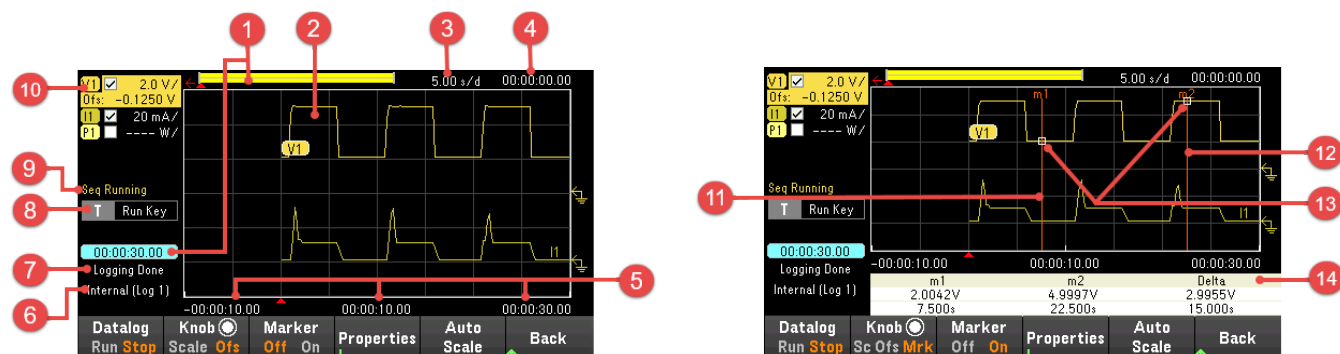 1
2
3
4
10
V1 2.0 V/
Ofs: -0.1250 V
I1 20 mA/
P1 ---- W/
5.00 s/d 00:00:00.00
V1
9
Seq Running
8
T Run Key
00:00:30.00
7
Logging Done
6
Internal (Log 1)
I1
5
-00:00:10.00 00:00:10.00 00:00:30.00
Datalog
Run Stop
Knob
Scale Ofs
Marker
Off On
Properties
Auto
Scale
Back
V1 2.0 V/
Ofs: -0.1250 V
I1 20 mA/
P1 ---- W/
5.00 s/d 00:00:00.00
m1 m2
V1
12
Seq Running
T Run Key
11
13
I1
00:00:30.00
Logging Done
Internal (Log 1)
-00:00:10.00 00:00:10.00 00:00:30.00
14
m1 m2 Delta
2.0042V 4.9997V 2.9955V
7.500s 22.500s 15.000s
Datalog
Run Stop
Knob
Sc Ofs Mrk
Marker
Off On
Properties
Auto
Scale
Back